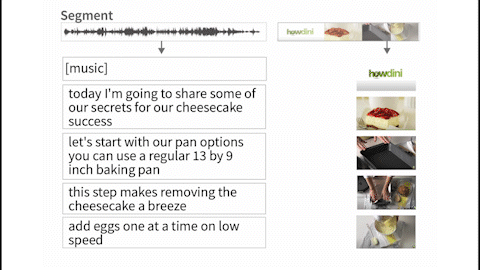 Segment
howdini
howdini
[music]
today I'm going to share some of
our secrets for our cheesecake
success
let's start with our pan options
you can use a regular 13 by 9
inch baking pan
this step makes removing the
cheesecake a breeze
add eggs one at a time on low
speed